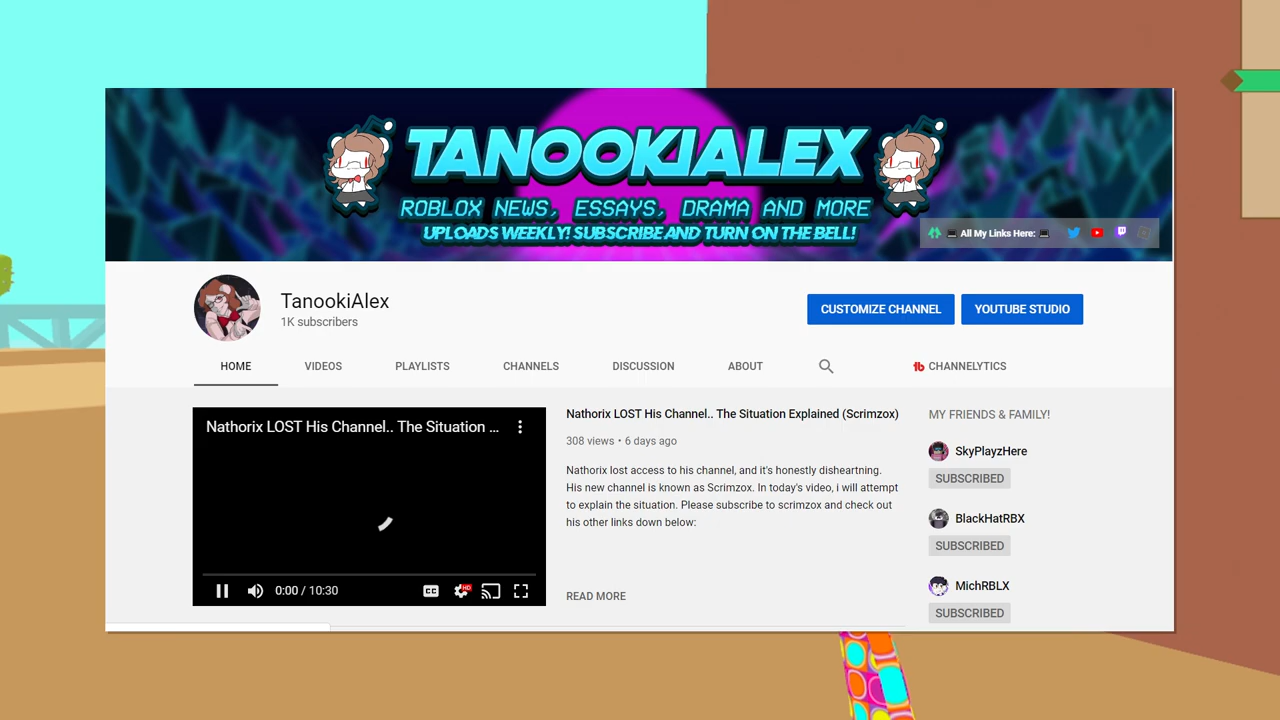 TANOOKIALEX
ROBLOX NEWS, ESSAYS, DRAMA AND MORE
UPLOADS WEEKLY! SUBSCRIBE AND TURN ON THE BELL!
All My Links Here:
TanookiAlex
1K subscribers
CUSTOMIZE CHANNEL
YOUTUBE STUDIO
HOME
VIDEOS
PLAYLISTS
CHANNELS
DISCUSSION
ABOUT
CHANNELYTICS
Nathorix LOST His Channel.. The Situation ...
0:00 / 10:30
CC
HD
Nathorix LOST His Channel.. The Situation Explained (Scrimzox)
308 views • 6 days ago
Nathorix lost access to his channel, and it's honestly disheartning.
His new channel is known as Scrimzox. In today's video, i will attempt
to explain the situation. Please subscribe to scrimzox and check out
his other links down below:
READ MORE
MY FRIENDS & FAMILY!
SkyPlayzHere
SUBSCRIBED
BlackHatRBX
SUBSCRIBED
MichRBLX
SUBSCRIBED